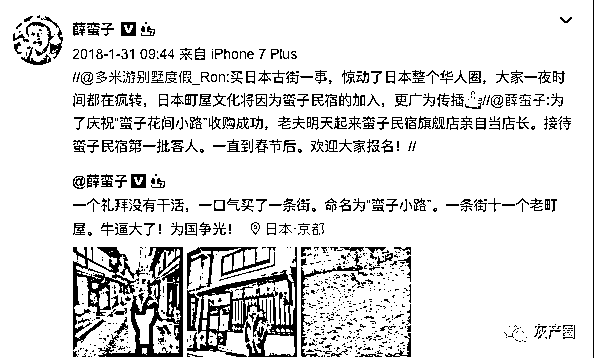 薛蛮子
2018-1-31 09:44 来自 iPhone 7 Plus
//@多米游别墅度假_Ron:买日本古街一事，惊动了日本整个华人圈，大家一夜时
间都在疯转，日本町屋文化将因为蛮子民宿的加入，更广为传播//@薛蛮子:为
了庆祝"蛮子花间小路"收购成功，老夫明天起来蛮子民宿旗舰店亲自当店长。接待
蛮子民宿第一批客人。一直到春节后。欢迎大家报名！//
@薛蛮子
一个礼拜没有干活，一口气买了一条街。命名为"蛮子小路"。一条街十一个老町
屋。牛逼大了！为国争光！ 日本·京都
灰产圈